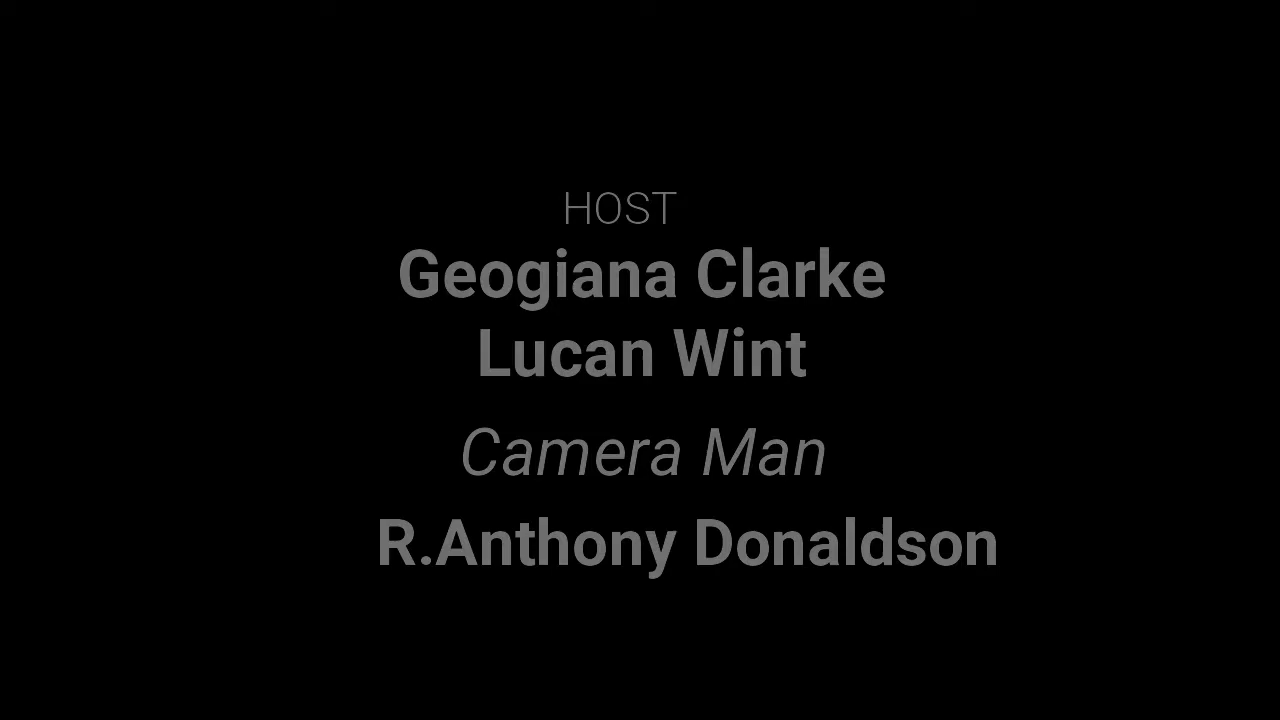 HOST
Geogiana Clarke
Lucan Wint
Camera Man
R.Anthony Donaldson